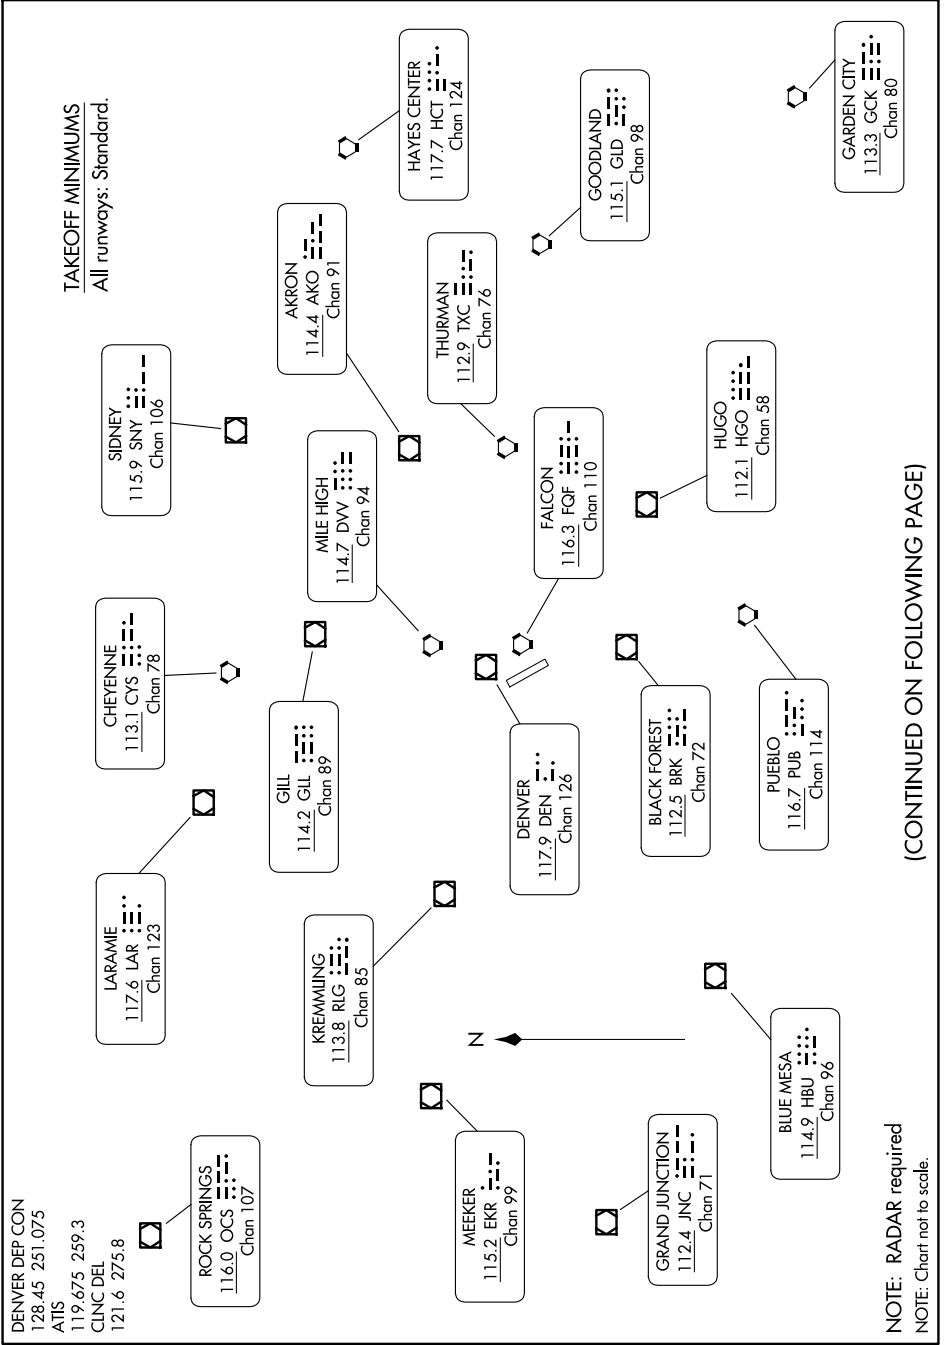 DENVER DEP CON
128.45 251.075
ATIS
119.675 259.3
CLNC DEL
121.6 275.8
TAKEOFF MINIMUMS
All runways: Standard.
ROCK SPRINGS
116.0 OCS
Chan 107
LARAMIE
117.6 LAR
Chan 123
CHEYENNE
113.1 CYS
Chan 78
SIDNEY
115.9 SNY
Chan 106
KREMMLING
113.8 RLG
Chan 85
GILL
114.2 GLL
Chan 89
MILE HIGH
114.7 DVV
Chan 94
AKRON
114.4 AKO
Chan 91
HAYES CENTER
117.7 HCT
Chan 124
MEEKER
115.2 EKR
Chan 99
N
DENVER
117.9 DEN
Chan 126
FALCON
116.3 FQF
Chan 110
THURMAN
112.9 TXC
Chan 76
GOODLAND
115.1 GLD
Chan 98
GRAND JUNCTION
112.4 JNC
Chan 71
BLACK FOREST
112.5 BRK
Chan 72
HUGO
112.1 HGO
Chan 58
BLUE MESA
114.9 HBU
Chan 96
PUEBLO
116.7 PUB
Chan 114
GARDEN CITY
113.3 GCK
Chan 80
NOTE: RADAR required
NOTE: Chart not to scale.
(CONTINUED ON FOLLOWING PAGE)